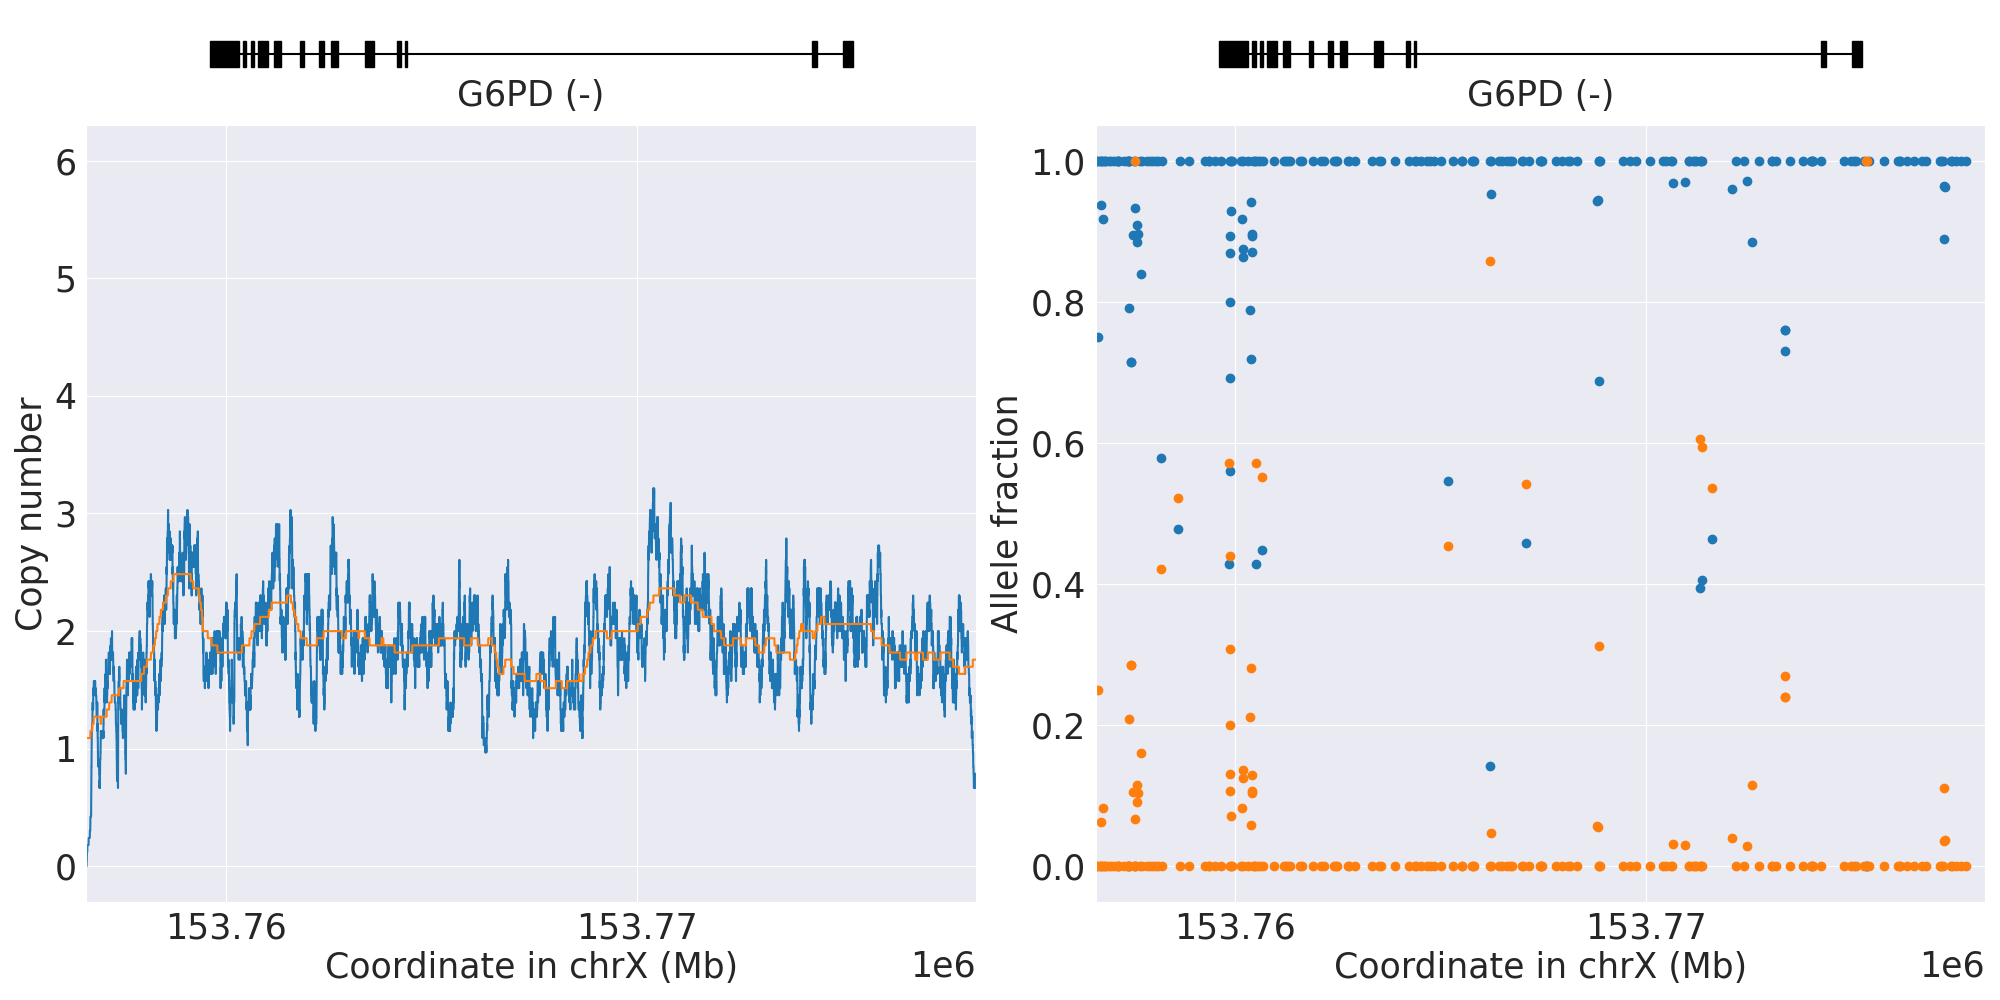 G6PD (-)
G6PD (-)
Copy number
6
5
4
3
2
1
0
153.76
153.77
Coordinate in chrX (Mb)
1e6
Allele fraction
1.0
0.8
0.6
0.4
0.2
0.0
153.76
153.77
Coordinate in chrX (Mb)
1e6